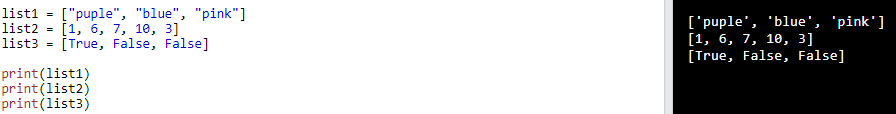 list1 = ["puple", "blue", "pink"]
list2 = [1, 6, 7, 10, 3]
list3 = [True, False, False]
print(list1)
print(list2)
print(list3)
['puple', 'blue', 'pink']
[1, 6, 7, 10, 3]
[True, False, False]